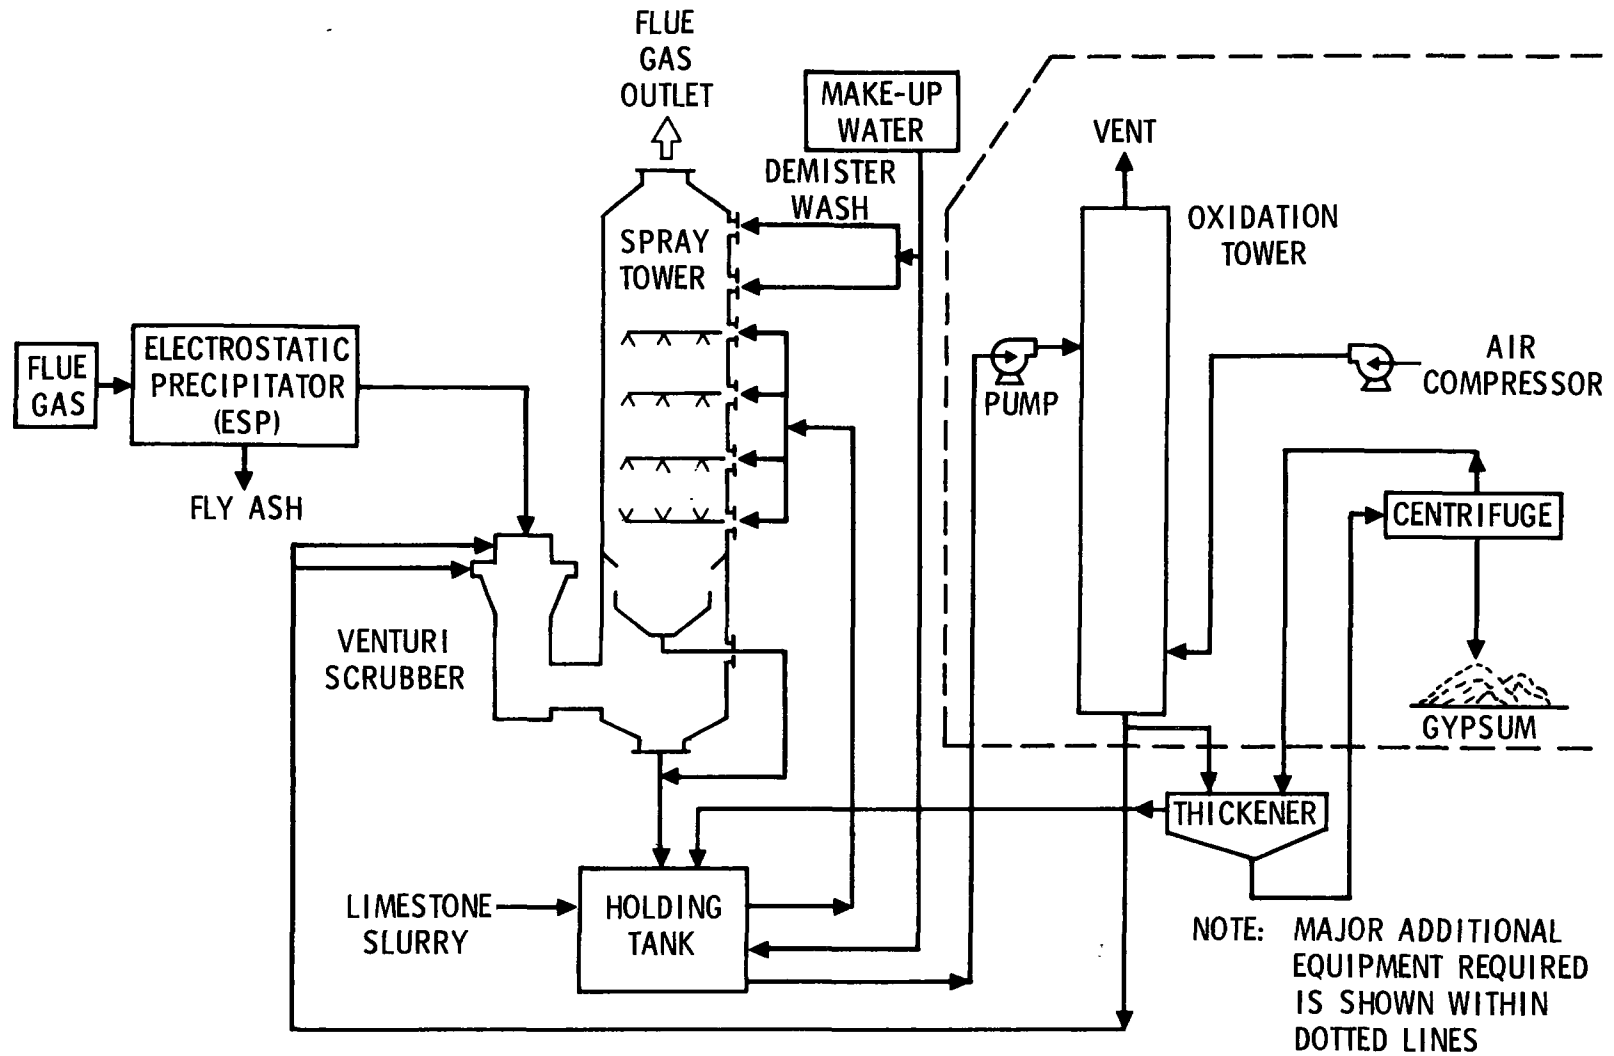 FLUE
GAS
OUTLET
MAKE-UP
WATER
DEMISTER
WASH
VENT
OXIDATION
TOWER
SPRAY
TOWER
FLUE
GAS
ELECTROSTATIC
PRECIPITATOR
(ESP)
FLY ASH
PUMP
AIR
COMPRESSOR
CENTRIFUGE
VENTURI
SCRUBBER
GYPSUM
THICKENER
LIMESTONE
SLURRY
HOLDING
TANK
NOTE: MAJOR ADDITIONAL
EQUIPMENT REQUIRED
IS SHOWN WITHIN
DOTTED LINES